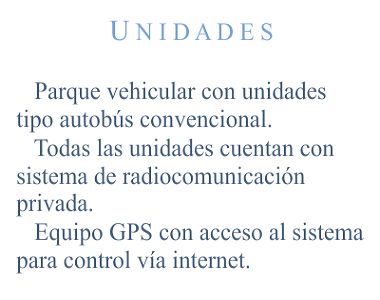 UNIDADES
Parque vehicular con unidades
tipo autobús convencional.
Todas las unidades cuentan con
sistema de radiocomunicación
privada.
Equipo GPS con acceso al sistema
para control vía internet.